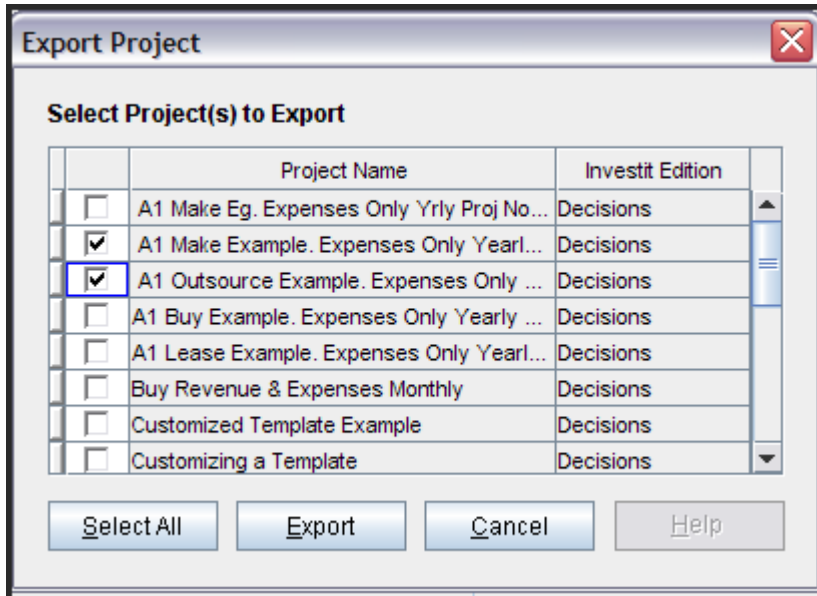 Export Project
Select Project(s) to Export
Project Name Investit Edition
A1 Make Eg. Expenses Only Yrly Proj No... Decisions
A1 Make Example. Expenses Only Yearl... Decisions
A1 Outsource Example. Expenses Only ... Decisions
A1 Buy Example. Expenses Only Yearly ... Decisions
A1 Lease Example. Expenses Only Yearl... Decisions
Buy Revenue & Expenses Monthly Decisions
Customized Template Example Decisions
Customizing a Template Decisions
Select All Export Cancel Help